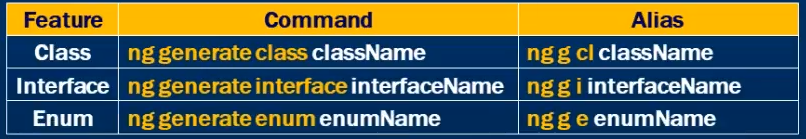 Feature Command Alias
Class ng generate class className ng g cl className
Interface ng generate interface interfaceName ng g i interfaceName
Enum ng generate enum enumName ng g e enumName